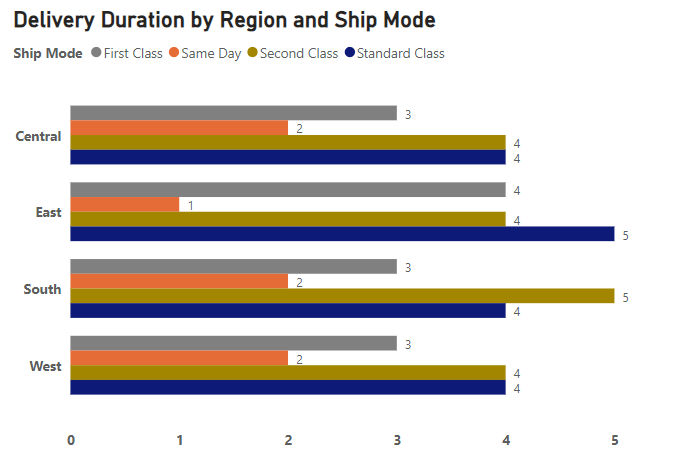 Delivery Duration by Region and Ship Mode
Ship Mode First Class Same Day Second Class Standard Class
Central 3
2
4
4
East 4
1
4
5
South 3
2
5
4
West 3
2
4
4
0 1 2 3 4 5